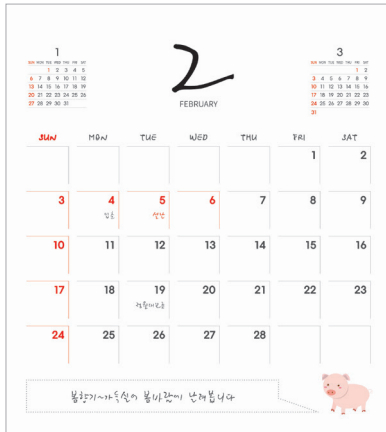 1
SUN MON TUE WED THU FRI SAT
1 2 3 4 5
6 7 8 9 10 11 12
13 14 15 16 17 18 19
20 21 22 23 24 25 26
27 28 29 30 31
2
FEBRUARY
3
SUN MON TUE WED THU FRI SAT
1 2
3 4 5 6 7 8 9
10 11 12 13 14 15 16
17 18 19 20 21 22 23
24 25 26 27 28 29 30
31
SUN MON TUE WED THU FRI SAT
1 2
3 4 5 6 7 8 9
입춘 설날
10 11 12 13 14 15 16
17 18 19 20 21 22 23
정월대보름
24 25 26 27 28
봄향기~가득실어 봄바람에 날려봅니다